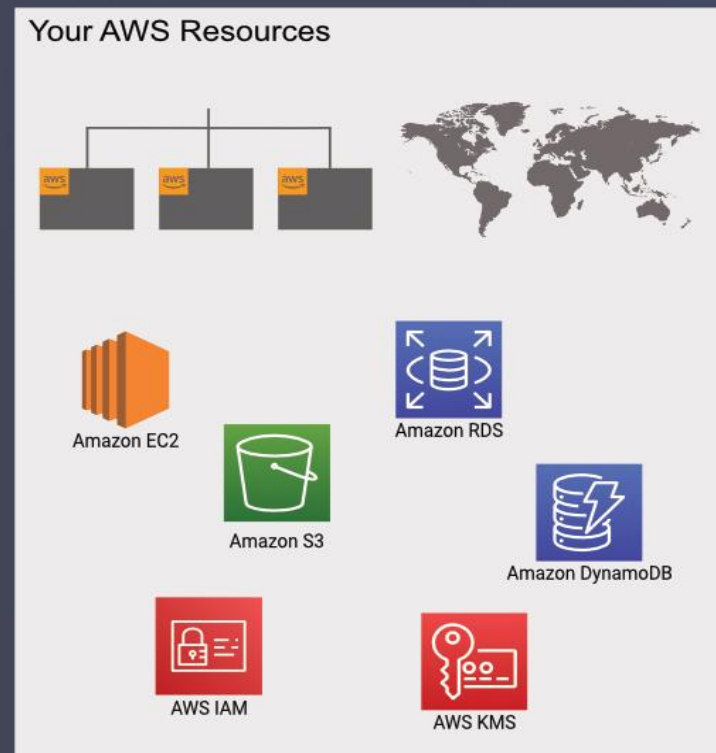 Your AWS Resources
aws
aws
aws
Amazon EC2
Amazon RDS
Amazon S3
Amazon DynamoDB
AWS IAM
AWS KMS